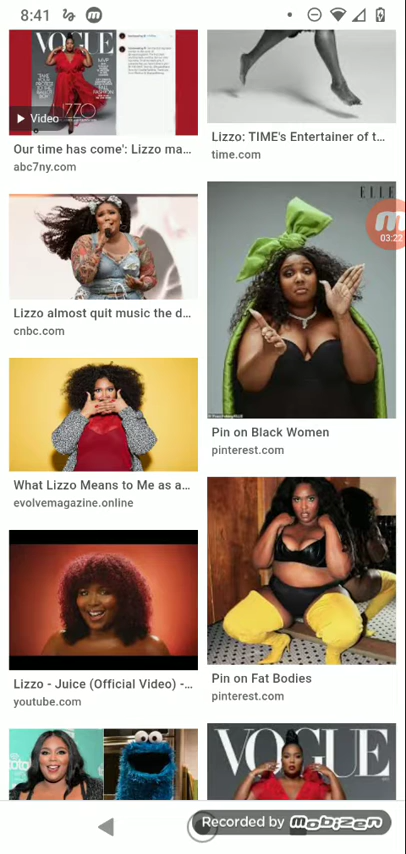 8:41
VOGUE
LIZZO
Video
Our time has come': Lizzo ma...
abc7ny.com
Lizzo: TIME's Entertainer of t...
time.com
ELLE
03:22
Lizzo almost quit music the d...
cnbc.com
Pin on Black Women
pinterest.com
What Lizzo Means to Me as a...
evolvemagazine.online
Pin on Fat Bodies
pinterest.com
Lizzo - Juice (Official Video) -...
youtube.com
VOGUE
Recorded by mobizen